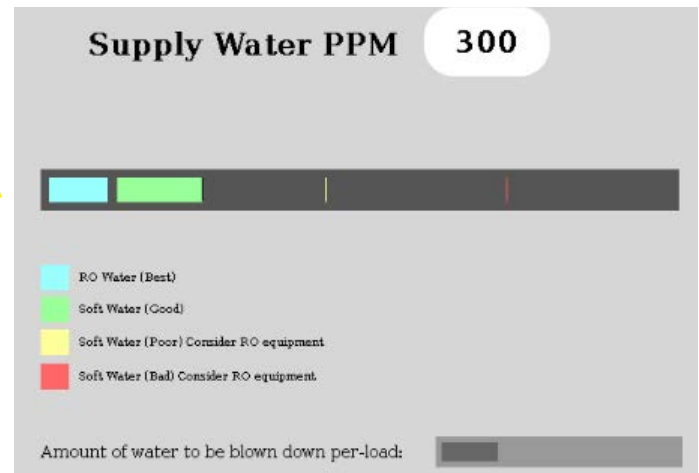 Supply Water PPM 300
RO Water (Best)
Soft Water (Good)
Soft Water (Poor) Consider RO equipment
Soft Water (Bad) Consider RO equipment
Amount of water to be blown down per-load: